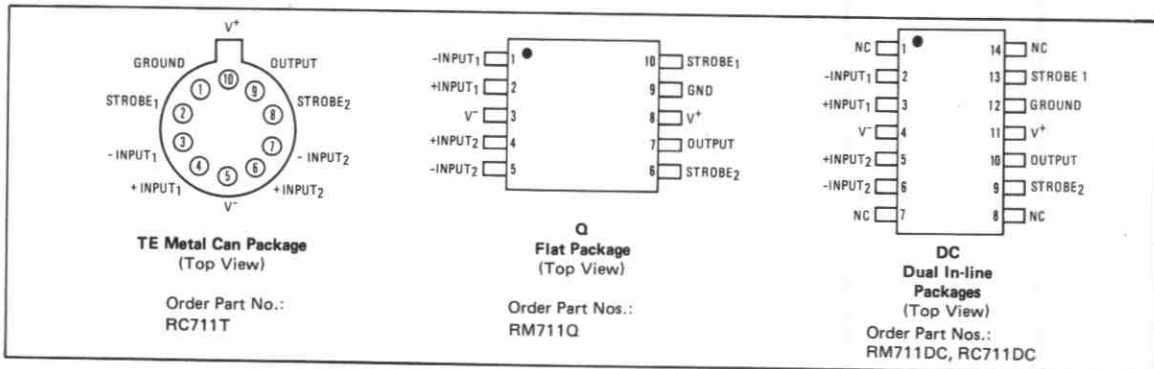 V+
GROUND
OUTPUT
STROBE1
STROBE2
-INPUT1
-INPUT2
+INPUT1
+INPUT2
V-
10
1
9
2
8
3
7
4
6
5
TE Metal Can Package
(Top View)
Order Part No.:
RC711T
-INPUT1 1
+INPUT1 2
V- 3
+INPUT2 4
-INPUT2 5
10 STROBE1
9 GND
8 V+
7 OUTPUT
6 STROBE2
Q
Flat Package
(Top View)
Order Part Nos.:
RM711Q
NC 1
-INPUT1 2
+INPUT1 3
V- 4
+INPUT2 5
-INPUT2 6
NC 7
14 NC
13 STROBE 1
12 GROUND
11 V+
10 OUTPUT
9 STROBE2
8 NC
DC
Dual In-line
Packages
(Top View)
Order Part Nos.:
RM711DC, RC711DC